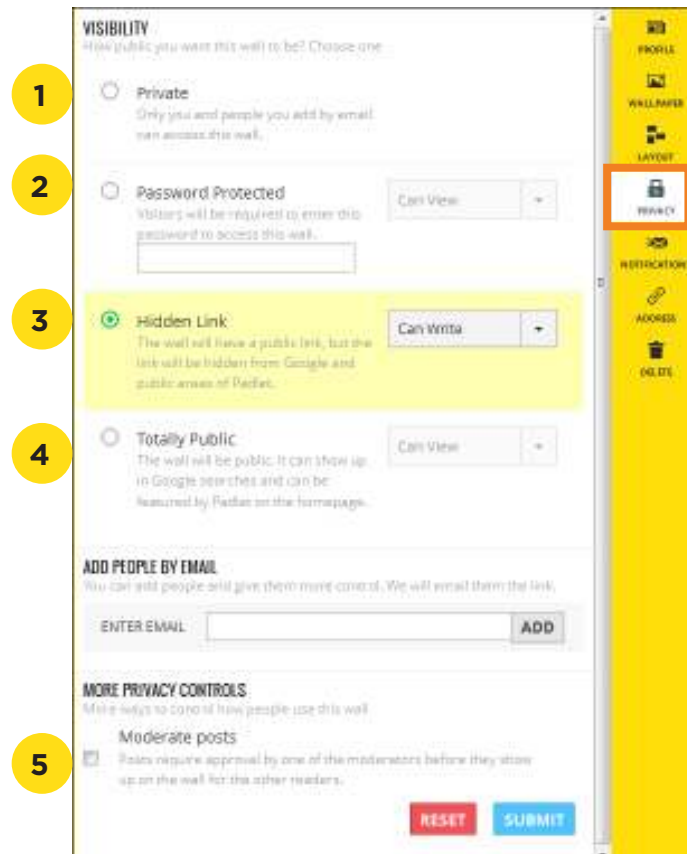 VISIBILITY
How public you want this wall to be? Choose one
1
Private
Only you and people you add by email
can access this wall.
2
Password Protected
Can View
Visitors will be required to enter this
password to access this wall.
3
Hidden Link
Can Write
The wall will have a public link, but the
link will be hidden from Google and
public areas of Padlet.
4
Totally Public
Can View
The wall will be public. It can show up
in Google searches and can be
featured by Padlet on the homepage.
ADD PEOPLE BY EMAIL
You can add people and give them more control. We will email them the link.
ENTER EMAIL
ADD
MORE PRIVACY CONTROLS
More ways to control how people use this wall
5
Moderate posts
Posts require approval by one of the moderators before they show
up on the wall for the other readers.
RESET
SUBMIT
PROFILE
WALLPAPER
LAYOUT
PRIVACY
NOTIFICATION
ADDRESS
DELETE